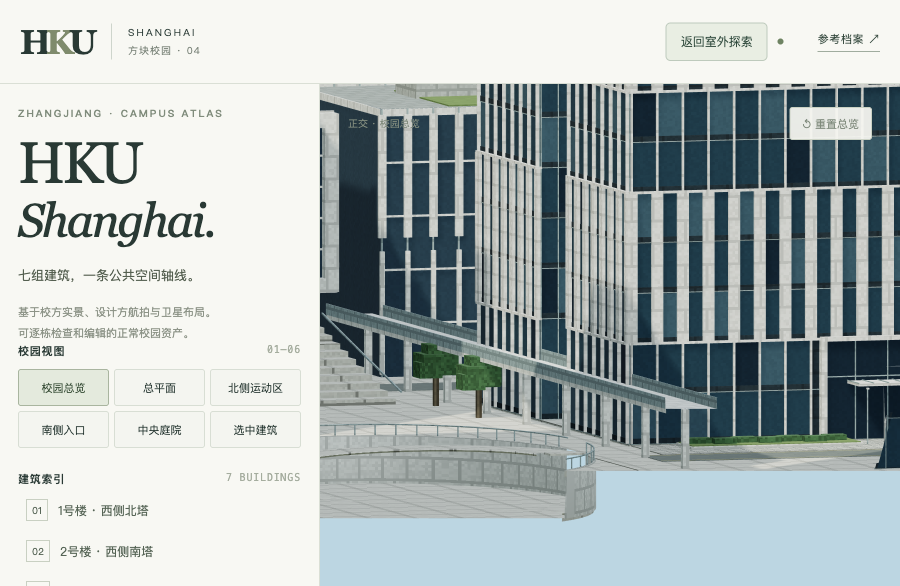 HKU
SHANGHAI
方块校园 · 04
返回室外探索
参考档案 ↗
ZHANGJIANG · CAMPUS ATLAS
HKU
Shanghai.
七组建筑，一条公共空间轴线。
基于校方实景、设计方航拍与卫星布局。
可逐栋检查和编辑的正常校园资产。
校园视图
01—06
校园总览
总平面
北侧运动区
南侧入口
中央庭院
选中建筑
建筑索引
7 BUILDINGS
01
1号楼 · 西侧北塔
02
2号楼 · 西侧南塔
正交 · 校园总览
↺ 重置总览